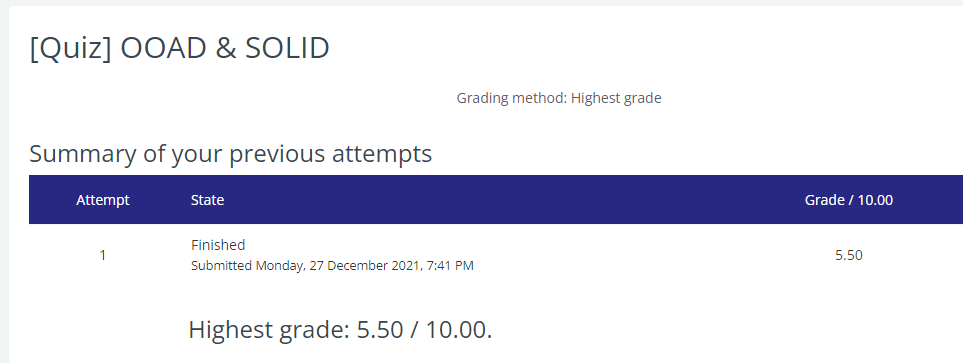 [Quiz] OOAD & SOLID
Grading method: Highest grade
Summary of your previous attempts
Attempt State Grade / 10.00
1 Finished 5.50
Submitted Monday, 27 December 2021, 7:41 PM
Highest grade: 5.50 / 10.00.